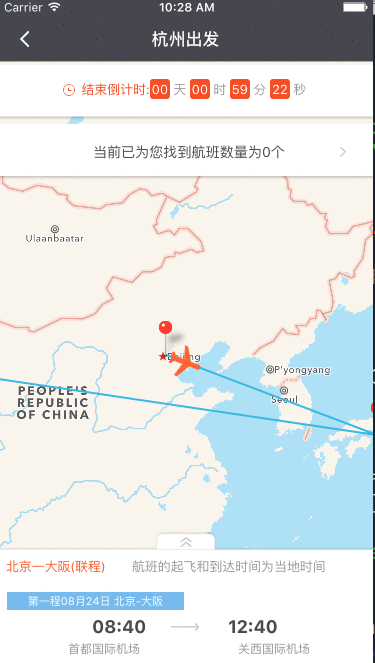 Carrier 10:28 AM
杭州出发
结束倒计时:00 天 00 时 59 分 22 秒
当前已为您找到航班数量为0个
Ulaanbaatar
Beijing
P'yongyang
PEOPLE'S
REPUBLIC
OF CHINA
Seoul
北京一大阪(联程) 航班的起飞和到达时间为当地时间
第一程08月24日 北京-大阪
08:40 12:40
首都国际机场 关西国际机场